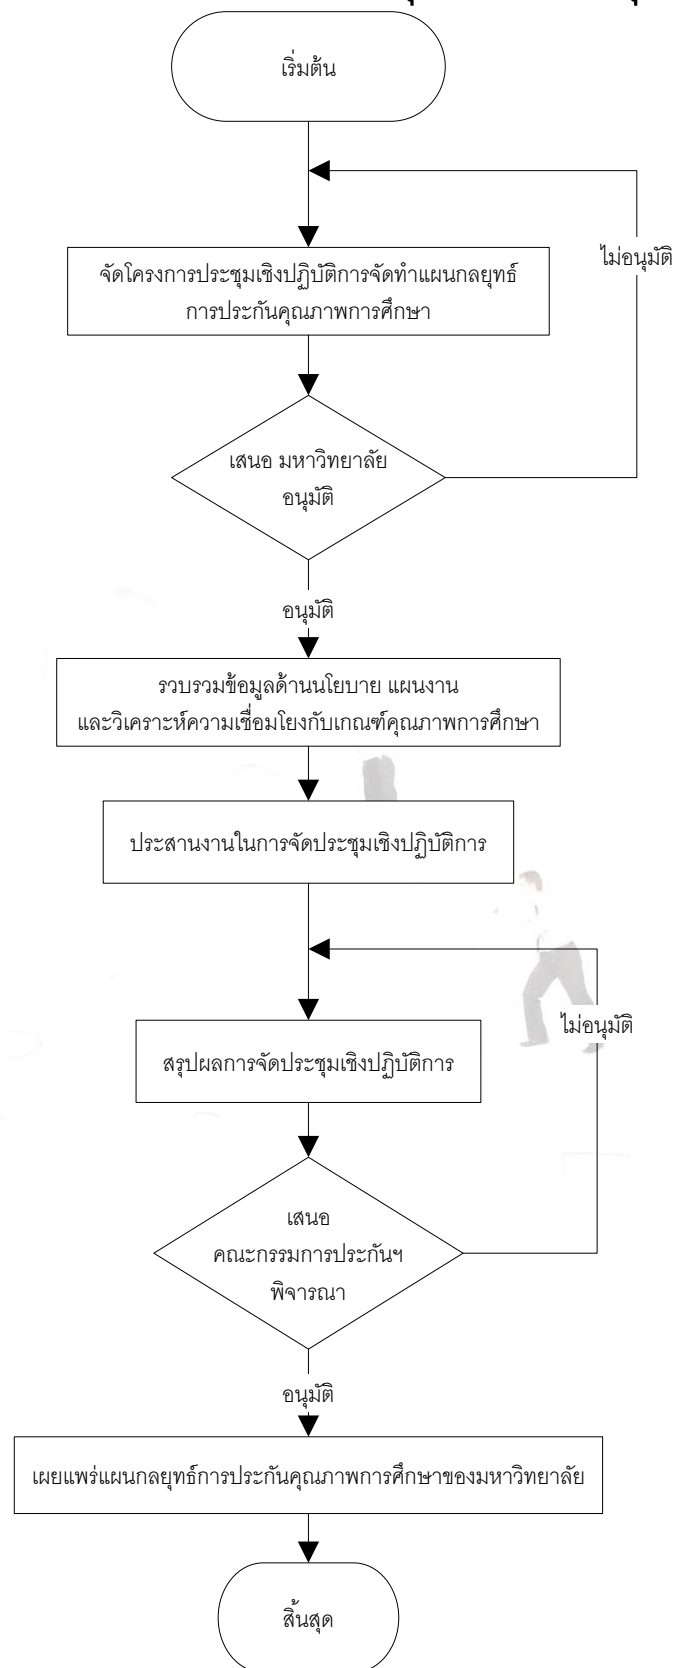 เริ่มต้น
ไม่อนุมัติ
จัดโครงการประชุมเชิงปฏิบัติการจัดทำแผนกลยุทธ์
การประกันคุณภาพการศึกษา
เสนอ มหาวิทยาลัย
อนุมัติ
อนุมัติ
รวบรวมข้อมูลด้านนโยบาย แผนงาน
และวิเคราะห์ความเชื่อมโยงกับเกณฑ์คุณภาพการศึกษา
ประสานงานในการจัดประชุมเชิงปฏิบัติการ
ไม่อนุมัติ
สรุปผลการจัดประชุมเชิงปฏิบัติการ
เสนอ
คณะกรรมการประกันฯ
พิจารณา
อนุมัติ
เผยแพร่แผนกลยุทธ์การประกันคุณภาพการศึกษาของมหาวิทยาลัย
สิ้นสุด